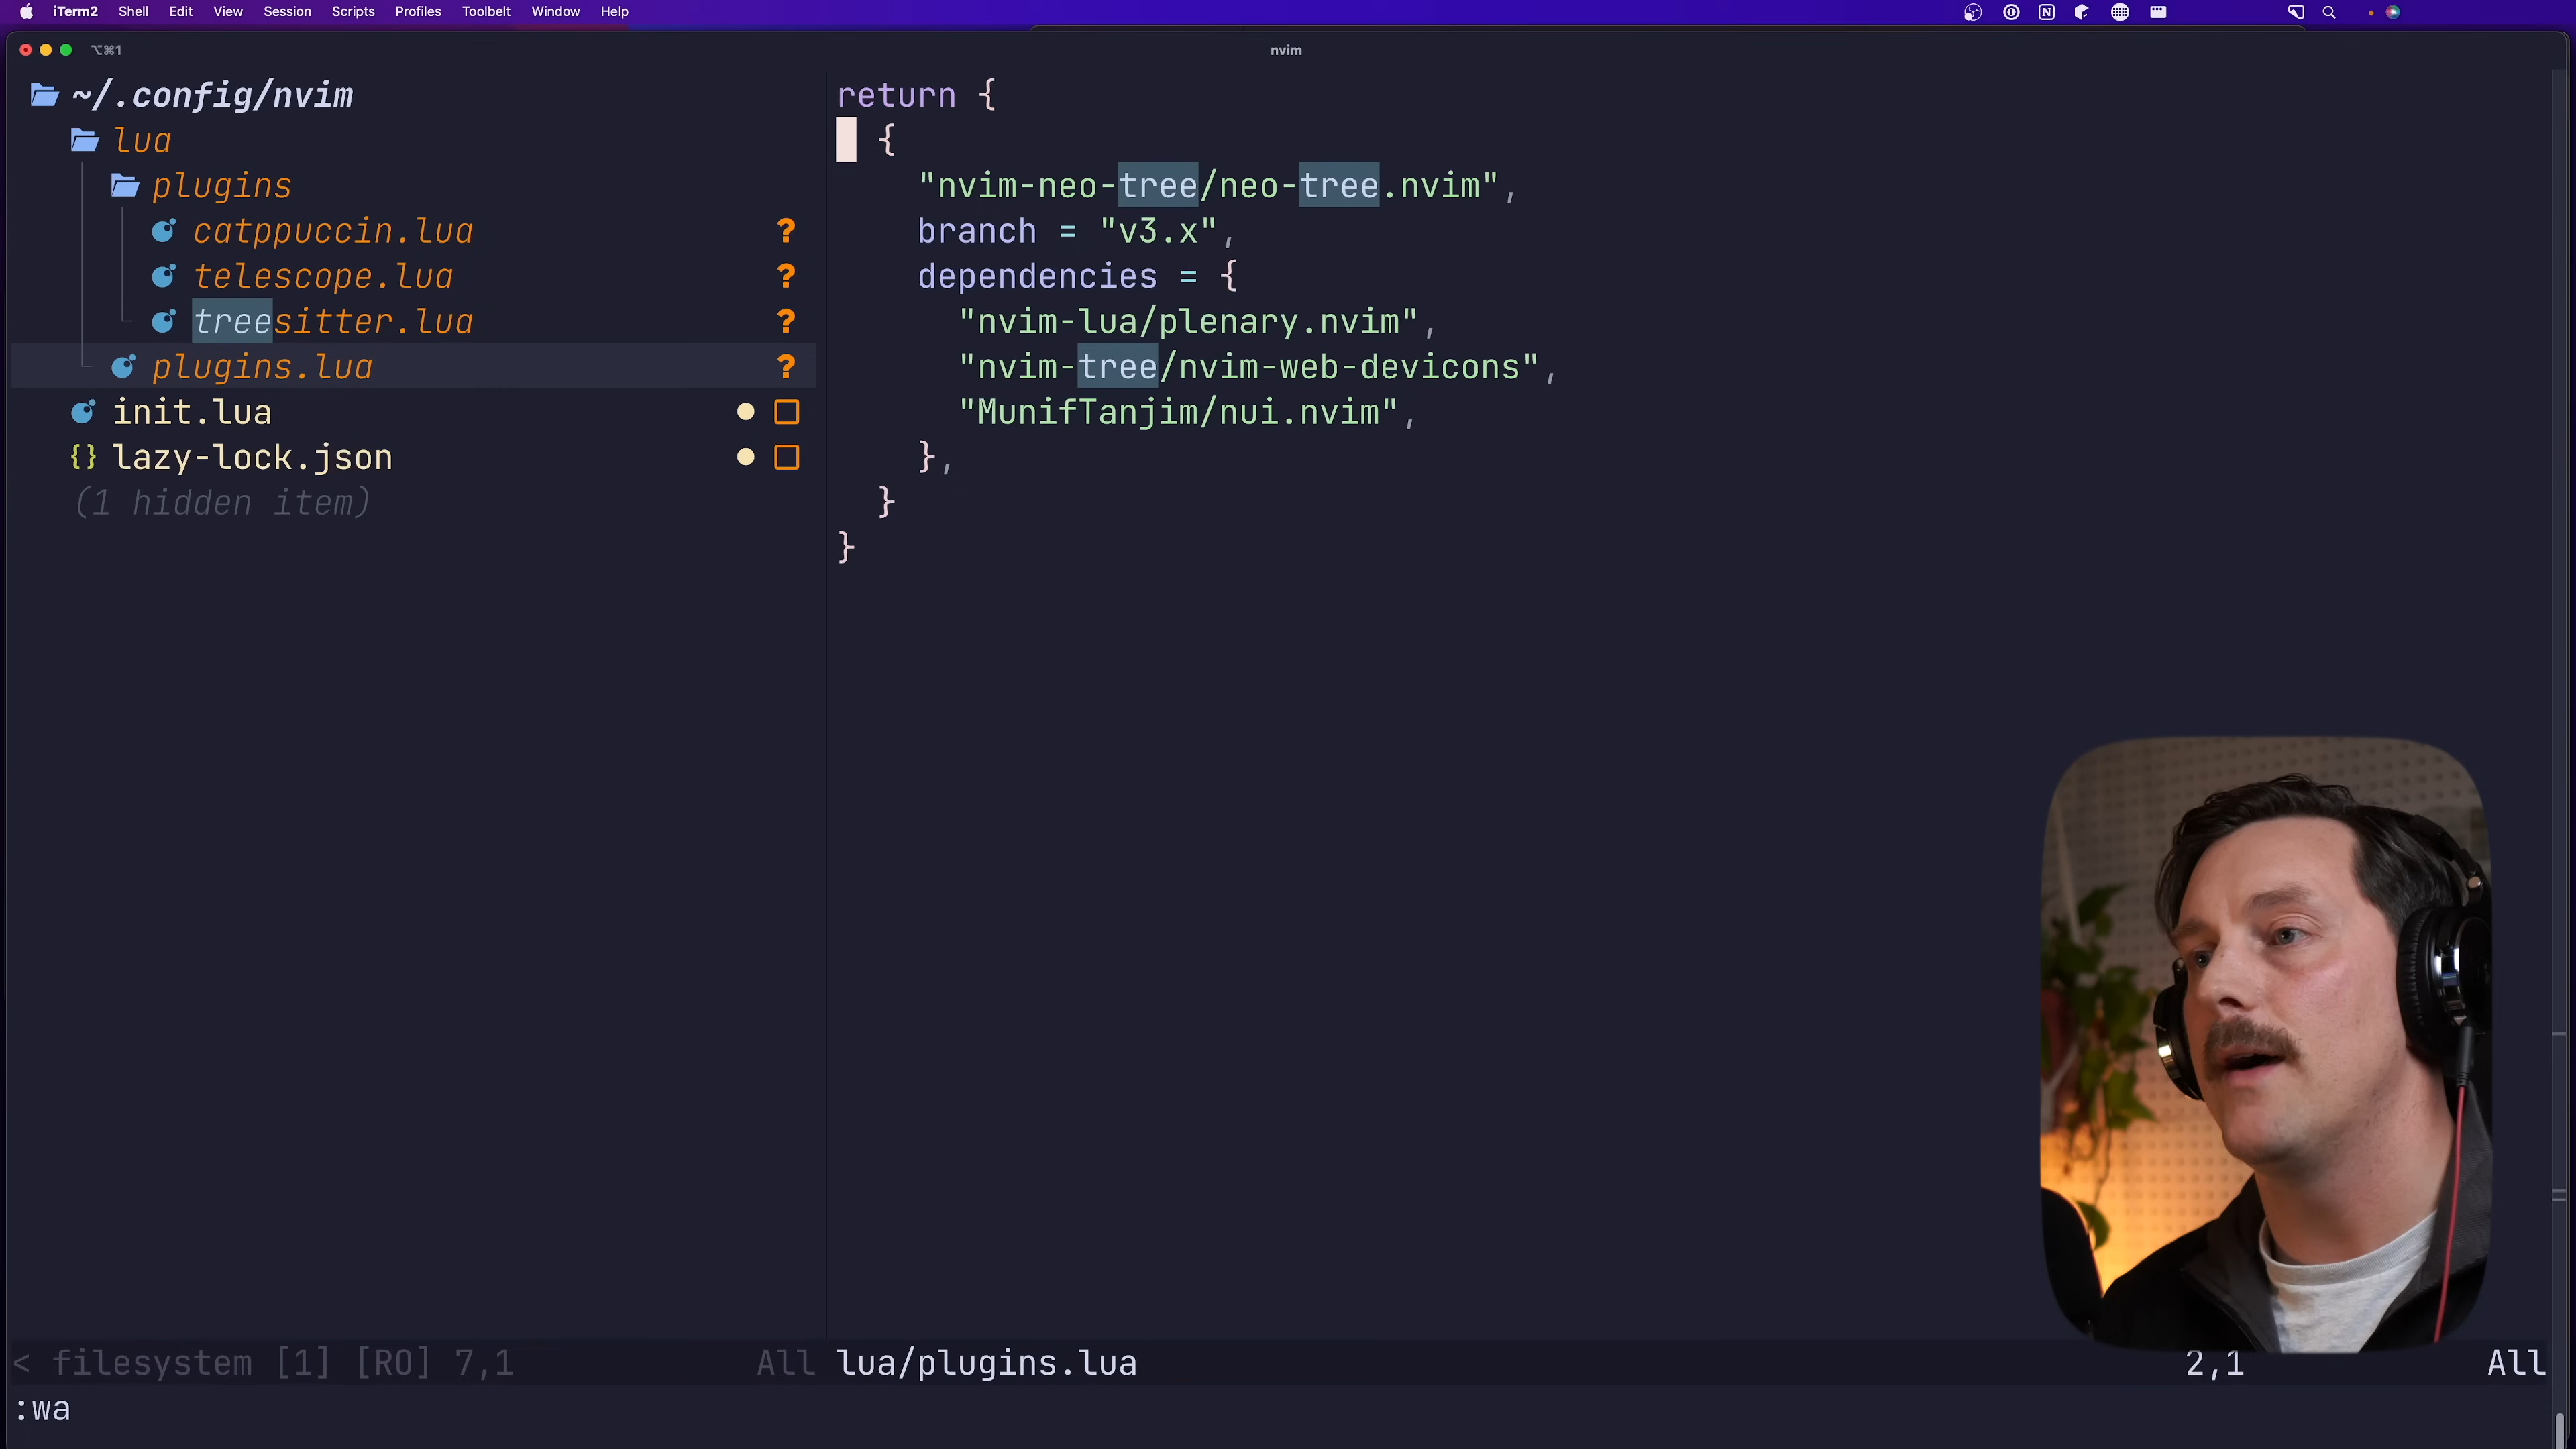 iTerm2 Shell Edit View Session Scripts Profiles Toolbelt Window Help
⌥⌘1
nvim
~/.config/nvim
lua
plugins
catppuccin.lua ?
telescope.lua ?
treesitter.lua ?
plugins.lua ?
init.lua
{} lazy-lock.json
(1 hidden item)
return {
{
"nvim-neo-tree/neo-tree.nvim",
branch = "v3.x",
dependencies = {
"nvim-lua/plenary.nvim",
"nvim-tree/nvim-web-devicons",
"MunifTanjim/nui.nvim",
},
}
}
< filesystem [1] [RO] 7,1 All
lua/plugins.lua 2,1 All
:wa